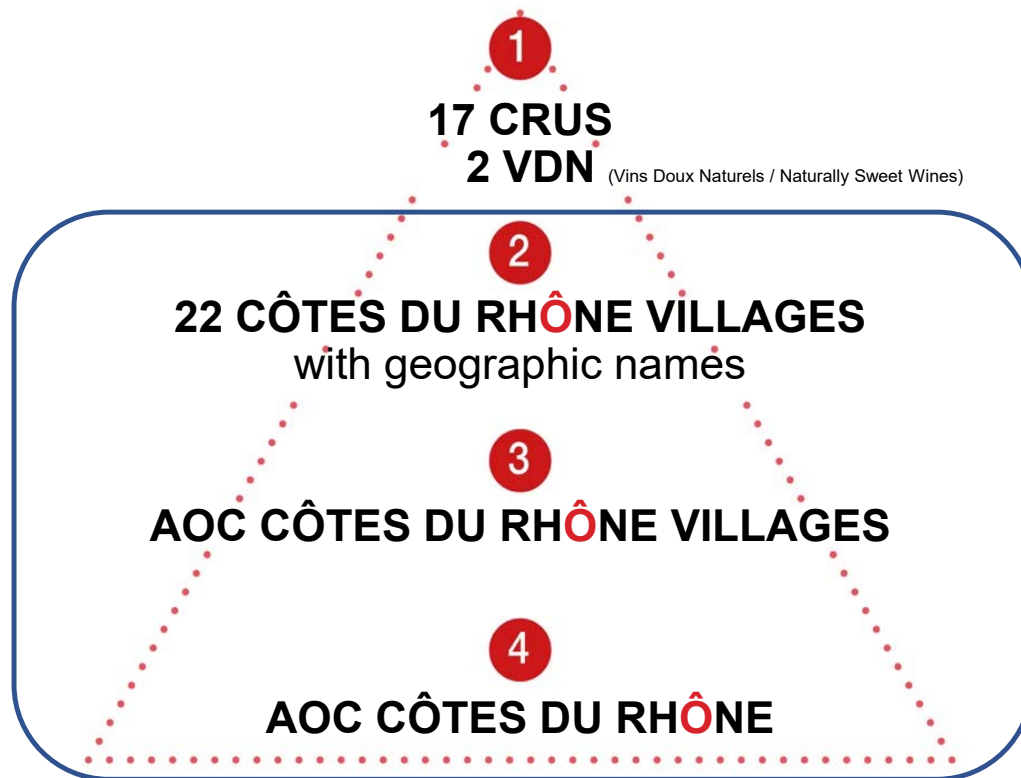 1
17 CRUS
2 VDN (Vins Doux Naturels / Naturally Sweet Wines)
2
22 CÔTES DU RHÔNE VILLAGES
with geographic names
3
AOC CÔTES DU RHÔNE VILLAGES
4
AOC CÔTES DU RHÔNE